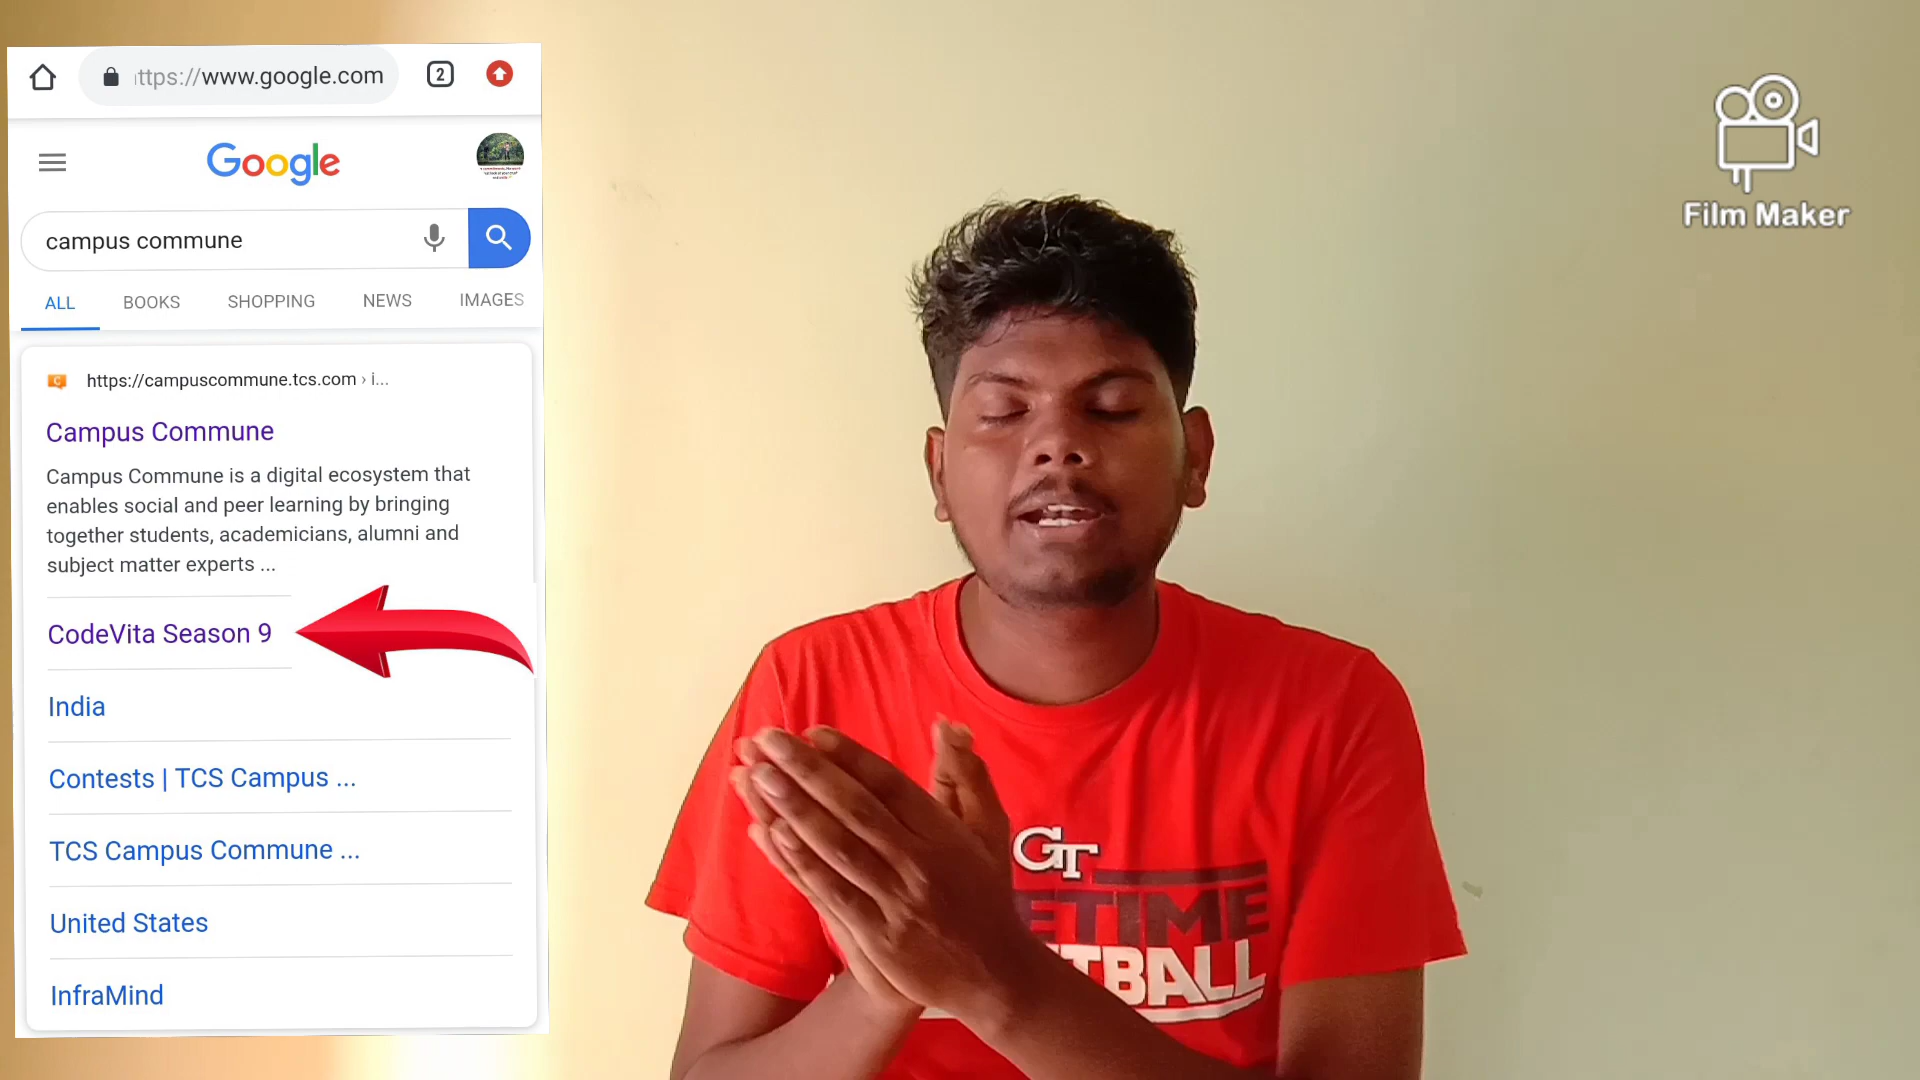 ttps://www.google.com
2
Google
campus commune
ALL BOOKS SHOPPING NEWS IMAGES
https://campuscommune.tcs.com › i...
Campus Commune
Campus Commune is a digital ecosystem that
enables social and peer learning by bringing
together students, academicians, alumni and
subject matter experts ...
CodeVita Season 9
India
Contests | TCS Campus ...
TCS Campus Commune ...
United States
InfraMind
Film Maker
GT
ETIME
TBALL